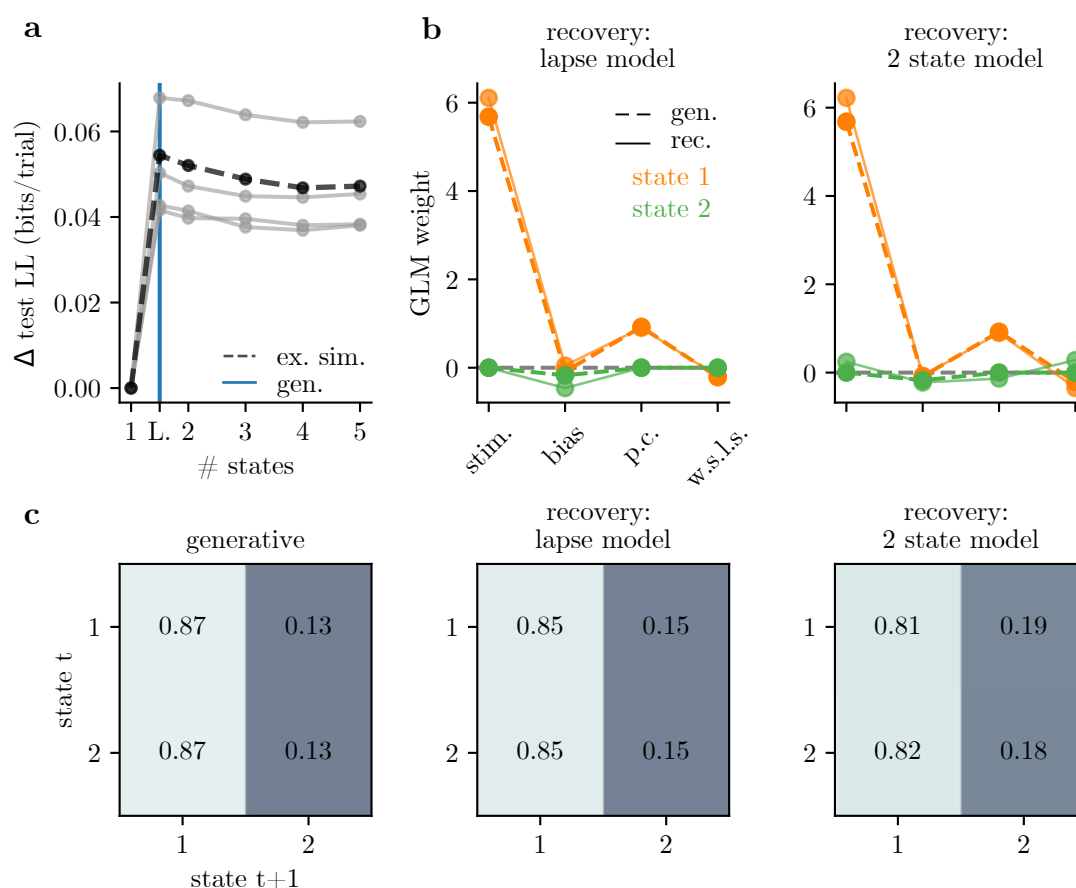 a
0.06
0.04
0.02
0.00
Δ test LL (bits/trial)
ex. sim.
gen.
1 L. 2 3 4 5
# states
b
recovery:
lapse model
6
4
2
0
GLM weight
gen.
rec.
state 1
state 2
stim. bias p.c. w.s.l.s.
recovery:
2 state model
6
4
2
0
c
generative
1
2
state t
0.87 0.13
0.87 0.13
1 2
state t+1
recovery:
lapse model
1
2
0.85 0.15
0.85 0.15
1 2
recovery:
2 state model
1
2
0.81 0.19
0.82 0.18
1 2